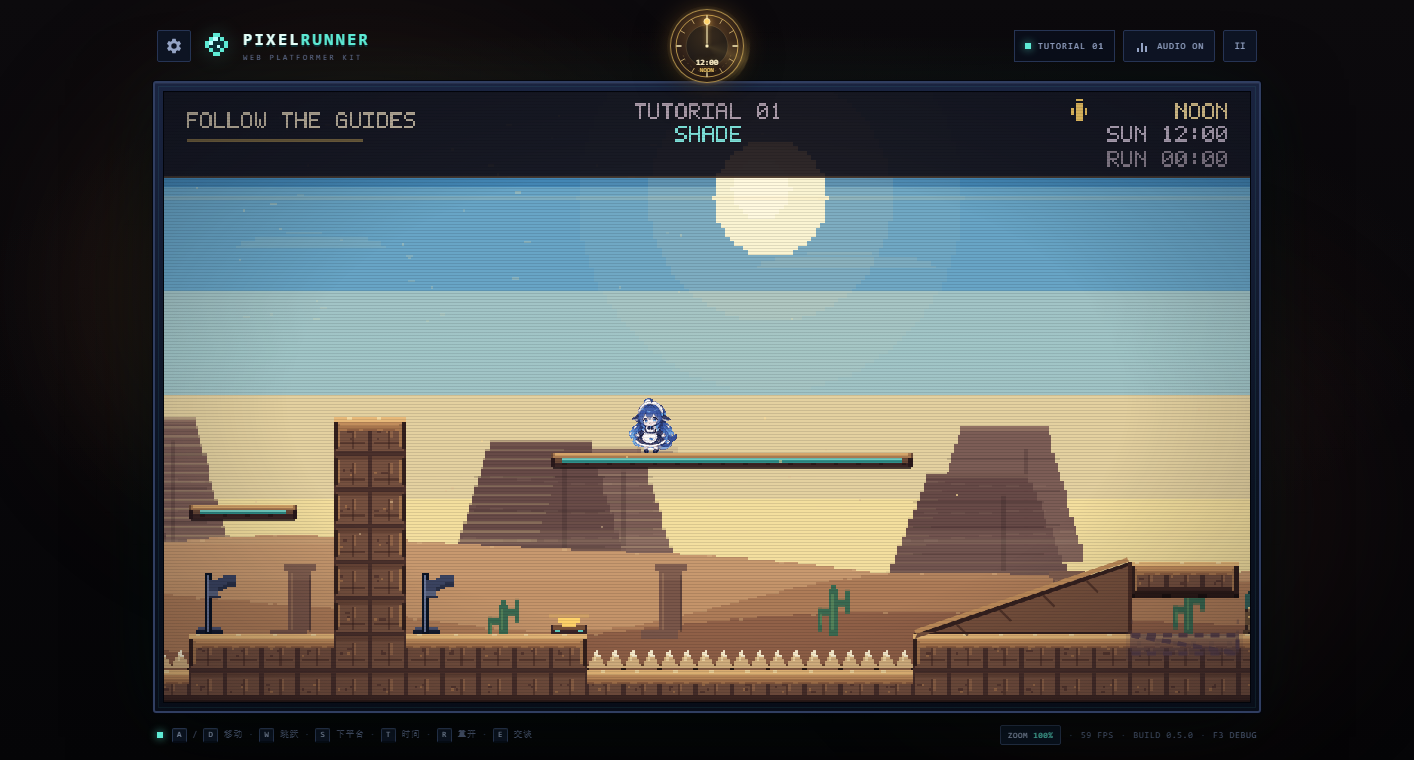 PIXELRUNNER
WEB PLATFORMER KIT
12:00
NOON
TUTORIAL 01
AUDIO ON
II
FOLLOW THE GUIDES
TUTORIAL 01
SHADE
NOON
SUN 12:00
RUN 00:00
A / D 移动 · W 跳跃 · S 下平台 · T 时间 · R 重开 · E 交谈
ZOOM 100% · 59 FPS · BUILD 0.5.0 · F3 DEBUG